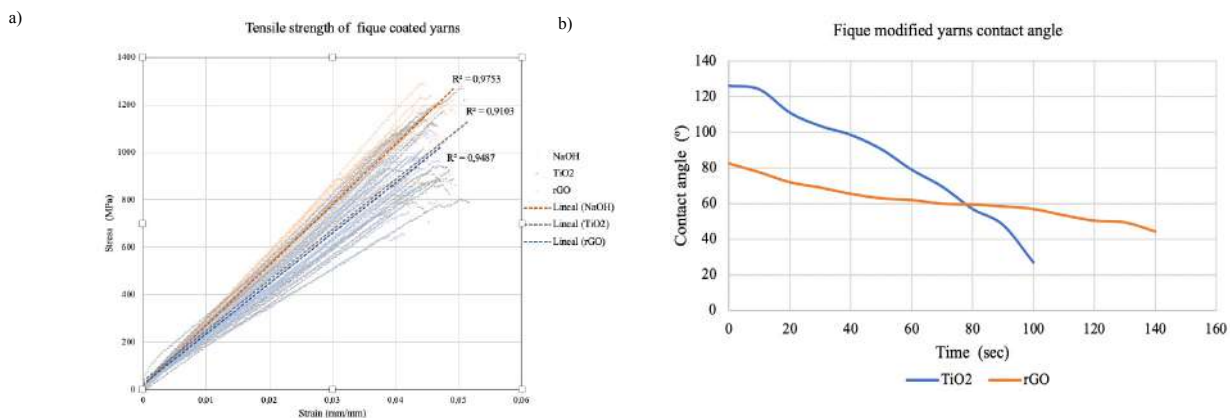 a)
Tensile strength of fique coated yarns
1400
1200
1000
800
600
400
200
0
Stress (MPa)
0
0,01
0,02
0,03
0,04
0,05
0,06
Strain (mm/mm)
R² = 0,9753
R² = 0,9103
R² = 0,9487
NaOH
TiO2
rGO
Lineal (NaOH)
Lineal (TiO2)
Lineal (rGO)
b)
Fique modified yarns contact angle
140
120
100
80
60
40
20
0
Contact angle (º)
0
20
40
60
80
100
120
140
160
Time (sec)
TiO2
rGO